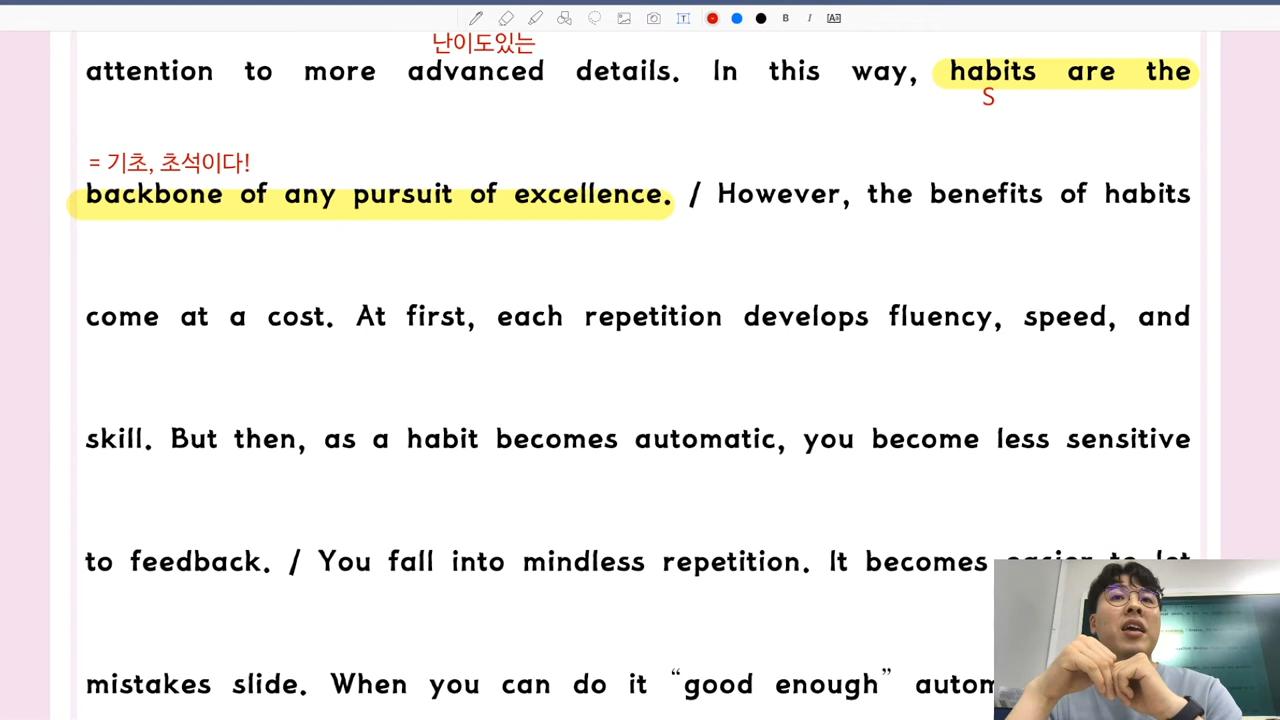 난이도있는
attention to more advanced details. In this way, habits are the
S
= 기초, 초석이다!
backbone of any pursuit of excellence. / However, the benefits of habits
come at a cost. At first, each repetition develops fluency, speed, and
skill. But then, as a habit becomes automatic, you become less sensitive
to feedback. / You fall into mindless repetition. It becomes easier to let
mistakes slide. When you can do it “good enough”